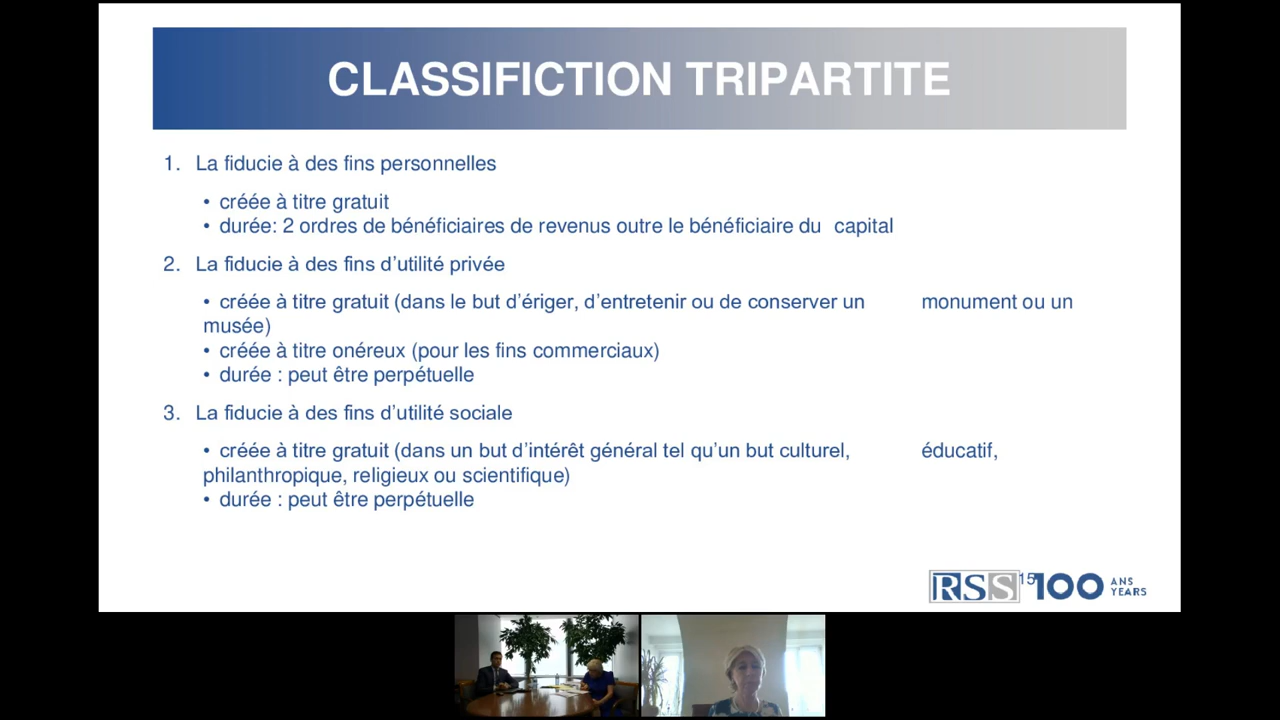 CLASSIFICTION TRIPARTITE
1. La fiducie à des fins personnelles
• créée à titre gratuit
• durée: 2 ordres de bénéficiaires de revenus outre le bénéficiaire du capital
2. La fiducie à des fins d’utilité privée
• créée à titre gratuit (dans le but d’ériger, d’entretenir ou de conserver un monument ou un
musée)
• créée à titre onéreux (pour les fins commerciaux)
• durée : peut être perpétuelle
3. La fiducie à des fins d’utilité sociale
• créée à titre gratuit (dans un but d’intérêt général tel qu’un but culturel, éducatif,
philanthropique, religieux ou scientifique)
• durée : peut être perpétuelle
RSS 15 100 ANS
YEARS